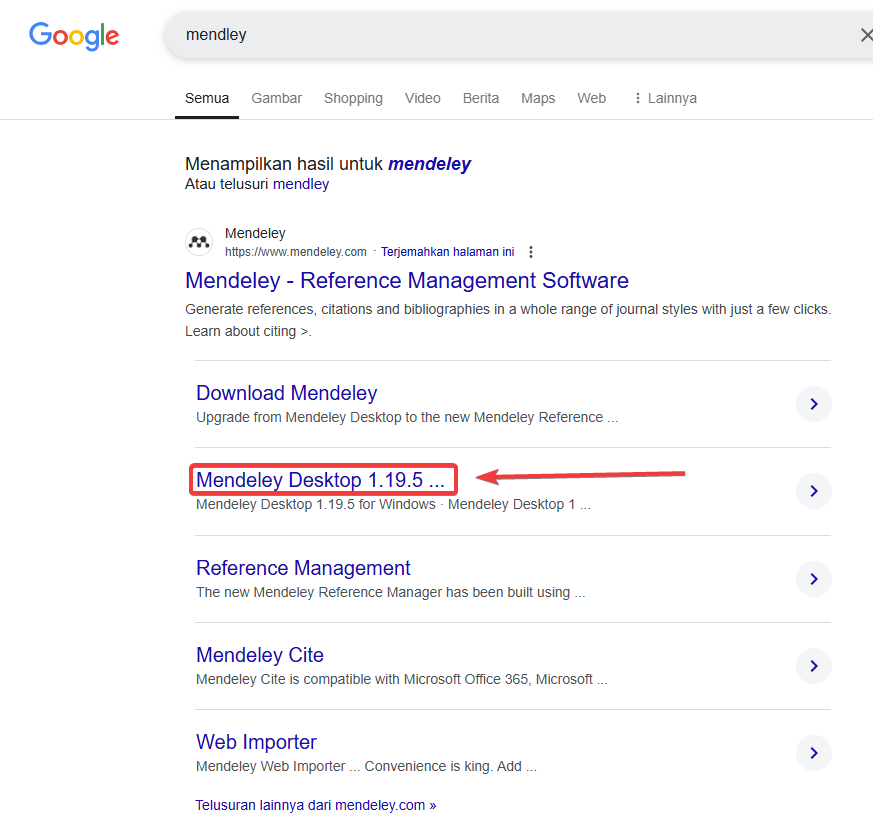 Google
mendley
Semua Gambar Shopping Video Berita Maps Web Lainnya
Menampilkan hasil untuk mendeley
Atau telusuri mendley
Mendeley
https://www.mendeley.com · Terjemahkan halaman ini
Mendeley - Reference Management Software
Generate references, citations and bibliographies in a whole range of journal styles with just a few clicks.
Learn about citing >.
Download Mendeley
Upgrade from Mendeley Desktop to the new Mendeley Reference ...
Mendeley Desktop 1.19.5 ...
Mendeley Desktop 1.19.5 for Windows · Mendeley Desktop 1 ...
Reference Management
The new Mendeley Reference Manager has been built using ...
Mendeley Cite
Mendeley Cite is compatible with Microsoft Office 365, Microsoft ...
Web Importer
Mendeley Web Importer ... Convenience is king. Add ...
Telusuran lainnya dari mendeley.com »